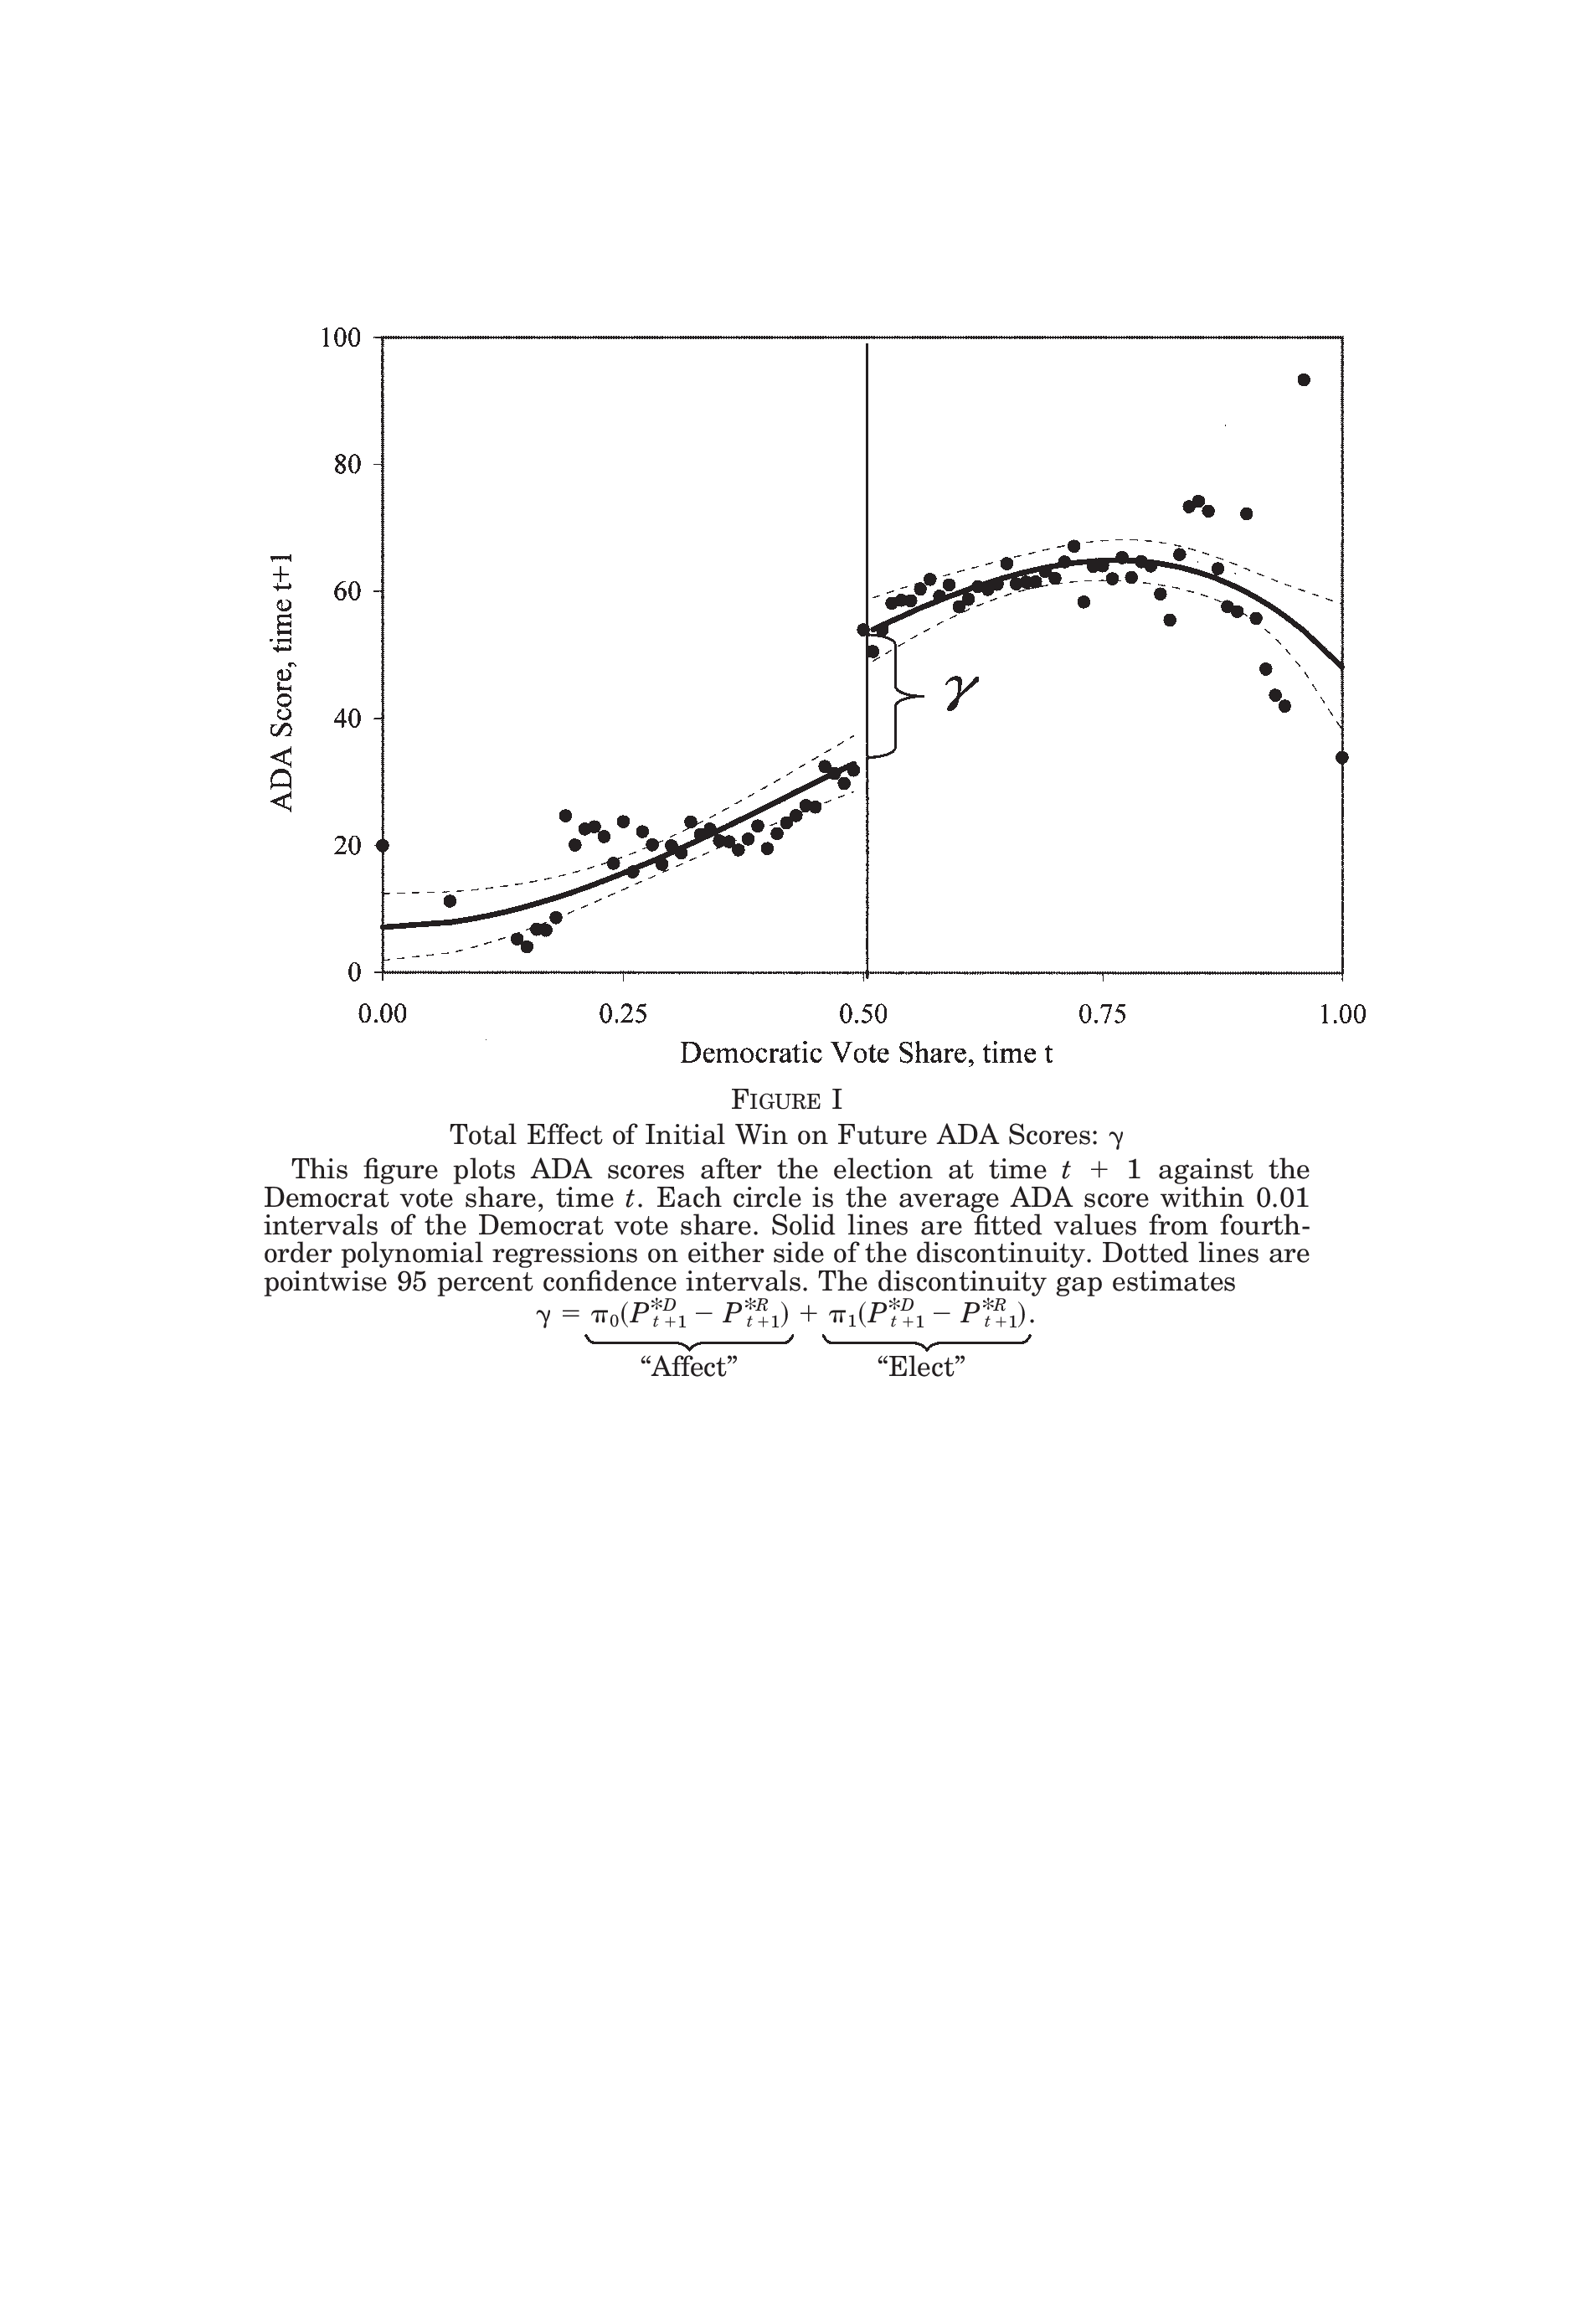 100
80
60
40
20
0
ADA Score, time t+1
γ
0.00 0.25 0.50 0.75 1.00
Democratic Vote Share, time t
FIGURE I
Total Effect of Initial Win on Future ADA Scores: γ
This figure plots ADA scores after the election at time t + 1 against the
Democrat vote share, time t. Each circle is the average ADA score within 0.01
intervals of the Democrat vote share. Solid lines are fitted values from fourth-
order polynomial regressions on either side of the discontinuity. Dotted lines are
pointwise 95 percent confidence intervals. The discontinuity gap estimates
γ = π₀(P*ᴰₜ₊₁ − P*ᴿₜ₊₁) + π₁(P*ᴰₜ₊₁ − P*ᴿₜ₊₁).
“Affect” “Elect”